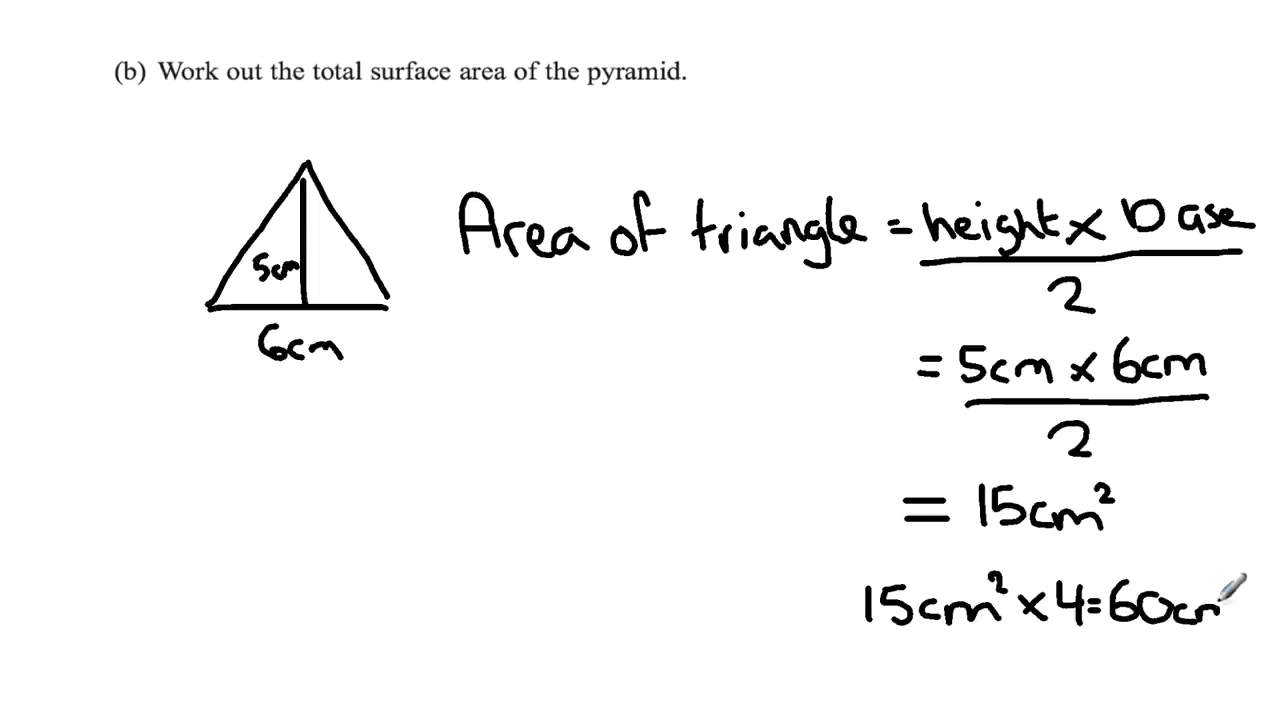 (b) Work out the total surface area of the pyramid.
Area of triangle = height x base
2
5cm
6cm
= 5cm x 6cm
2
= 15cm²
15cm² x 4 = 60cm